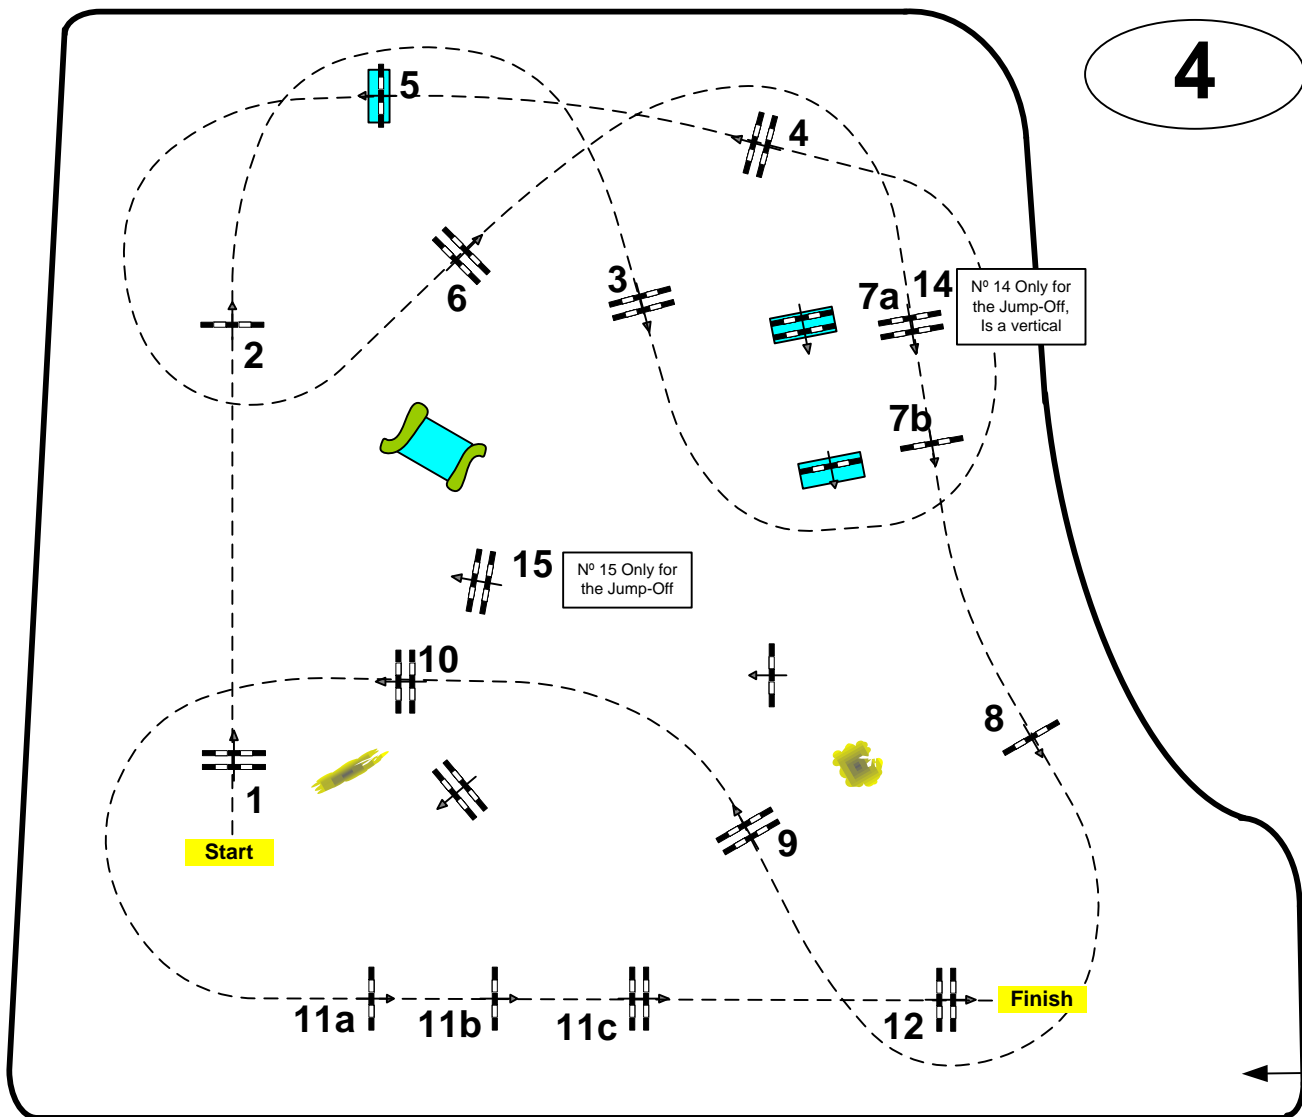 4
5
4
3
7a 14
Nº 14 Only for
the Jump-Off,
Is a vertical
6
2
7b
15
Nº 15 Only for
the Jump-Off
10
8
1
9
Start
Finish
11a
11b
11c
12